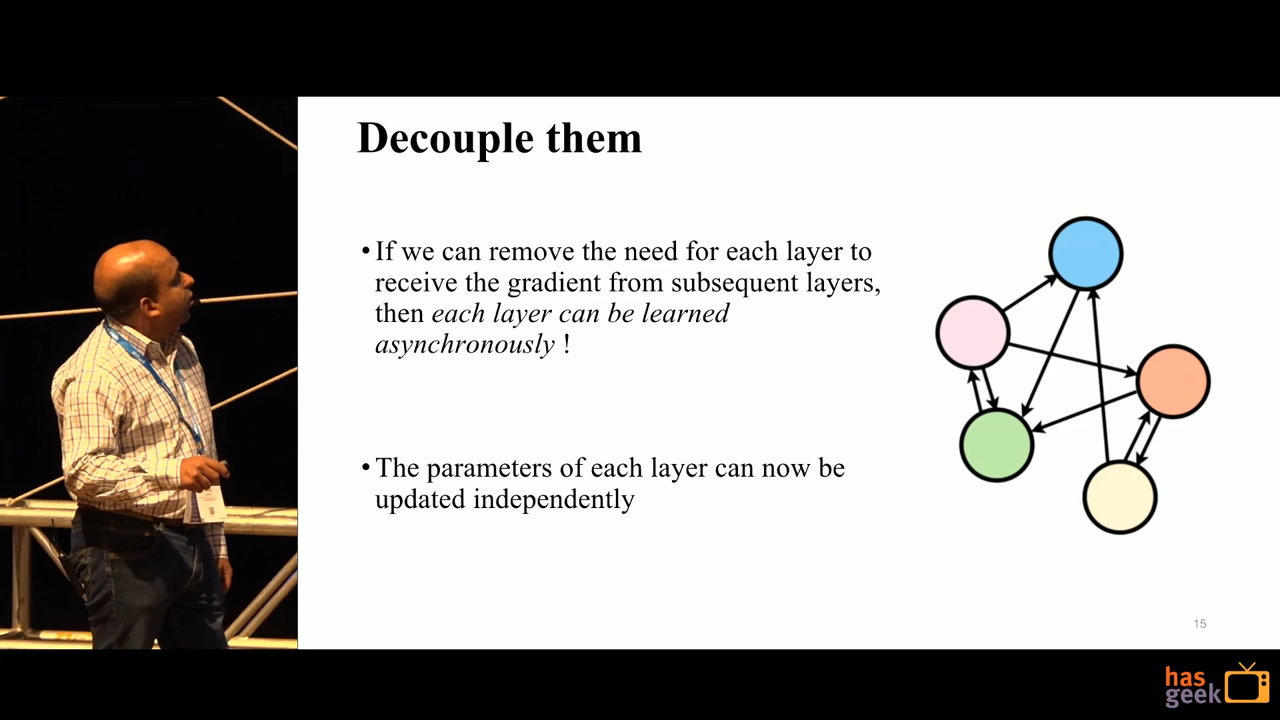 Decouple them
•If we can remove the need for each layer to
receive the gradient from subsequent layers,
then each layer can be learned
asynchronously !
•The parameters of each layer can now be
updated independently
15
has
geek